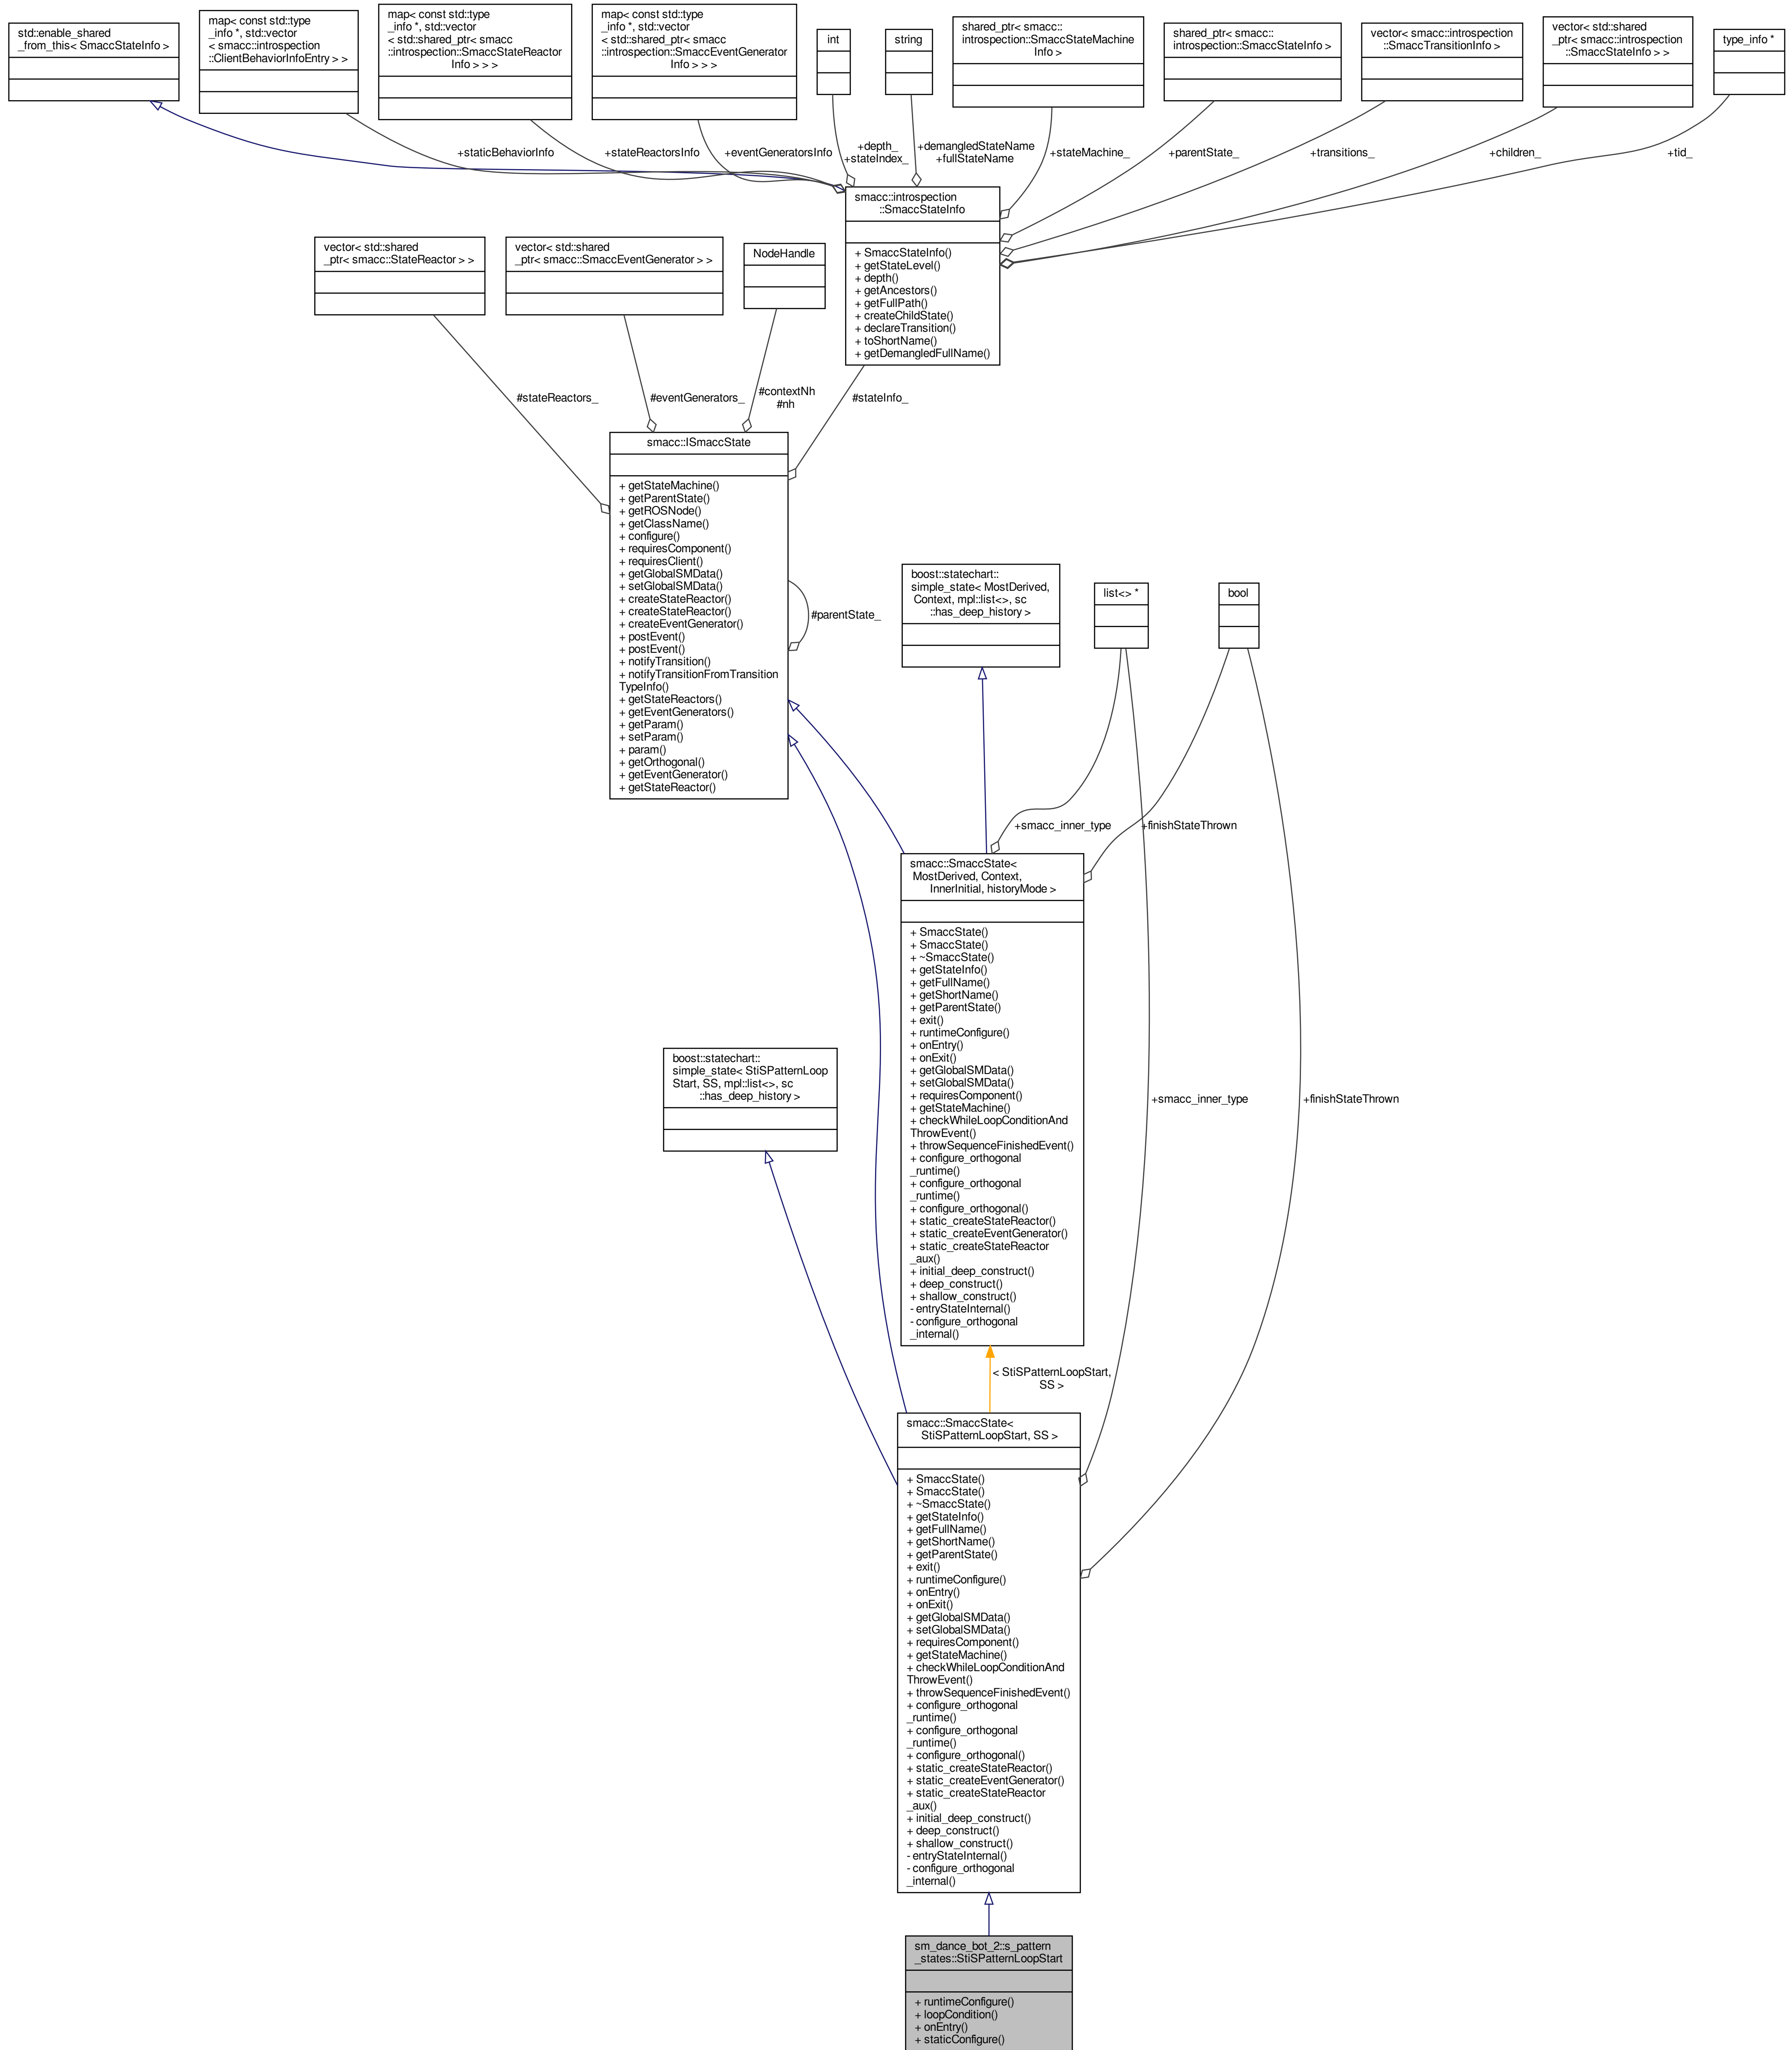 std::enable_shared
_from_this< SmaccStateInfo >
map< const std::type
_info *, std::vector
< smacc::introspection
::ClientBehaviorInfoEntry > >
map< const std::type
_info *, std::vector
< std::shared_ptr< smacc
::introspection::SmaccStateReactor
Info > > >
map< const std::type
_info *, std::vector
< std::shared_ptr< smacc
::introspection::SmaccEventGenerator
Info > > >
int
string
shared_ptr< smacc::
introspection::SmaccStateMachine
Info >
shared_ptr< smacc::
introspection::SmaccStateInfo >
vector< smacc::introspection
::SmaccTransitionInfo >
vector< std::shared
_ptr< smacc::introspection
::SmaccStateInfo > >
type_info *
+staticBehaviorInfo
+stateReactorsInfo
+eventGeneratorsInfo
+depth_
+stateIndex_
+demangledStateName
+fullStateName
+stateMachine_
+parentState_
+transitions_
+children_
+tid_
smacc::introspection
::SmaccStateInfo
+ SmaccStateInfo()
+ getStateLevel()
+ depth()
+ getAncestors()
+ getFullPath()
+ createChildState()
+ declareTransition()
+ toShortName()
+ getDemangledFullName()
vector< std::shared
_ptr< smacc::StateReactor > >
vector< std::shared
_ptr< smacc::SmaccEventGenerator > >
NodeHandle
#stateReactors_
#eventGenerators_
#contextNh
#nh
#stateInfo_
smacc::ISmaccState
+ getStateMachine()
+ getParentState()
+ getROSNode()
+ getClassName()
+ configure()
+ requiresComponent()
+ requiresClient()
+ getGlobalSMData()
+ setGlobalSMData()
+ createStateReactor()
+ createStateReactor()
+ createEventGenerator()
+ postEvent()
+ postEvent()
+ notifyTransition()
+ notifyTransitionFromTransition
TypeInfo()
+ getStateReactors()
+ getEventGenerators()
+ getParam()
+ setParam()
+ param()
+ getOrthogonal()
+ getEventGenerator()
+ getStateReactor()
#parentState_
boost::statechart::
simple_state< MostDerived,
Context, mpl::list<>, sc
::has_deep_history >
list<> *
bool
+smacc_inner_type
+finishStateThrown
smacc::SmaccState<
MostDerived, Context,
InnerInitial, historyMode >
+ SmaccState()
+ SmaccState()
+ ~SmaccState()
+ getStateInfo()
+ getFullName()
+ getShortName()
+ getParentState()
+ exit()
+ runtimeConfigure()
+ onEntry()
+ onExit()
+ getGlobalSMData()
+ setGlobalSMData()
+ requiresComponent()
+ getStateMachine()
+ checkWhileLoopConditionAnd
ThrowEvent()
+ throwSequenceFinishedEvent()
+ configure_orthogonal
_runtime()
+ configure_orthogonal
_runtime()
+ configure_orthogonal()
+ static_createStateReactor()
+ static_createEventGenerator()
+ static_createStateReactor
_aux()
+ initial_deep_construct()
+ deep_construct()
+ shallow_construct()
- entryStateInternal()
- configure_orthogonal
_internal()
boost::statechart::
simple_state< StiSPatternLoop
Start, SS, mpl::list<>, sc
::has_deep_history >
+smacc_inner_type
+finishStateThrown
< StiSPatternLoopStart,
SS >
smacc::SmaccState<
StiSPatternLoopStart, SS >
+ SmaccState()
+ SmaccState()
+ ~SmaccState()
+ getStateInfo()
+ getFullName()
+ getShortName()
+ getParentState()
+ exit()
+ runtimeConfigure()
+ onEntry()
+ onExit()
+ getGlobalSMData()
+ setGlobalSMData()
+ requiresComponent()
+ getStateMachine()
+ checkWhileLoopConditionAnd
ThrowEvent()
+ throwSequenceFinishedEvent()
+ configure_orthogonal
_runtime()
+ configure_orthogonal
_runtime()
+ configure_orthogonal()
+ static_createStateReactor()
+ static_createEventGenerator()
+ static_createStateReactor
_aux()
+ initial_deep_construct()
+ deep_construct()
+ shallow_construct()
- entryStateInternal()
- configure_orthogonal
_internal()
sm_dance_bot_2::s_pattern
_states::StiSPatternLoopStart
+ runtimeConfigure()
+ loopCondition()
+ onEntry()
+ staticConfigure()